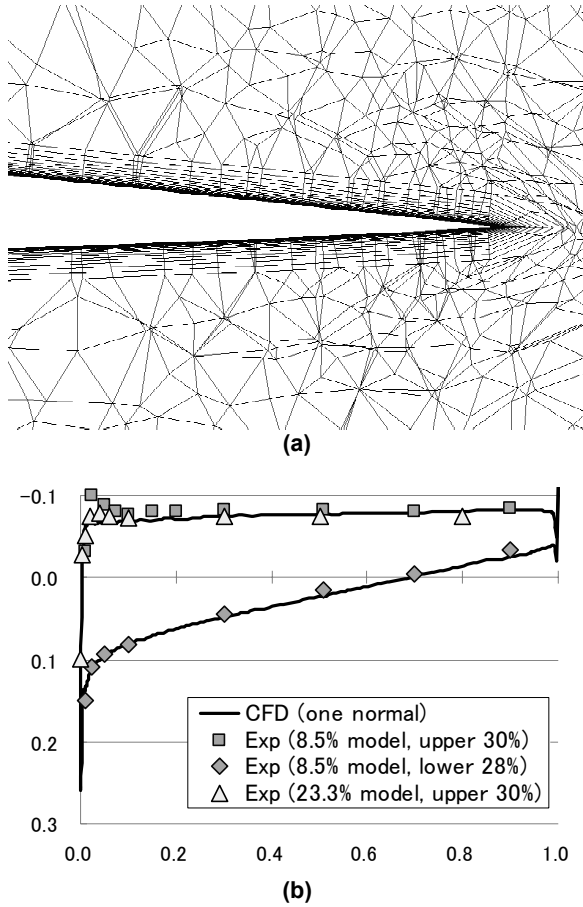 (a)
−0.1
0.0
0.1
0.2
0.3
CFD (one normal)
Exp (8.5% model, upper 30%)
Exp (8.5% model, lower 28%)
Exp (23.3% model, upper 30%)
0.0 0.2 0.4 0.6 0.8 1.0
(b)